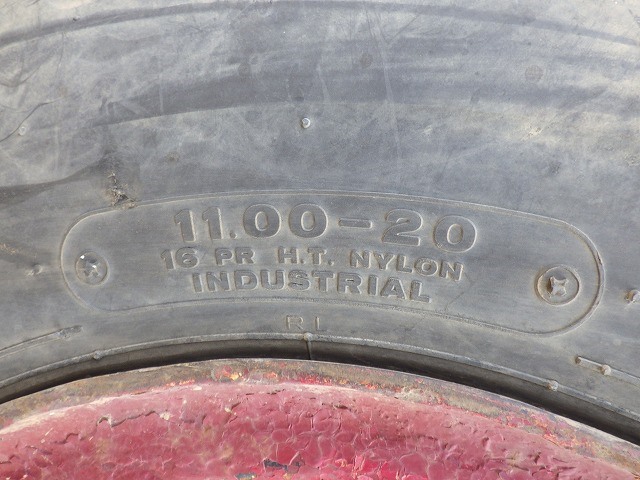 11.00-20
16 PR H.T. NYLON
INDUSTRIAL
R L